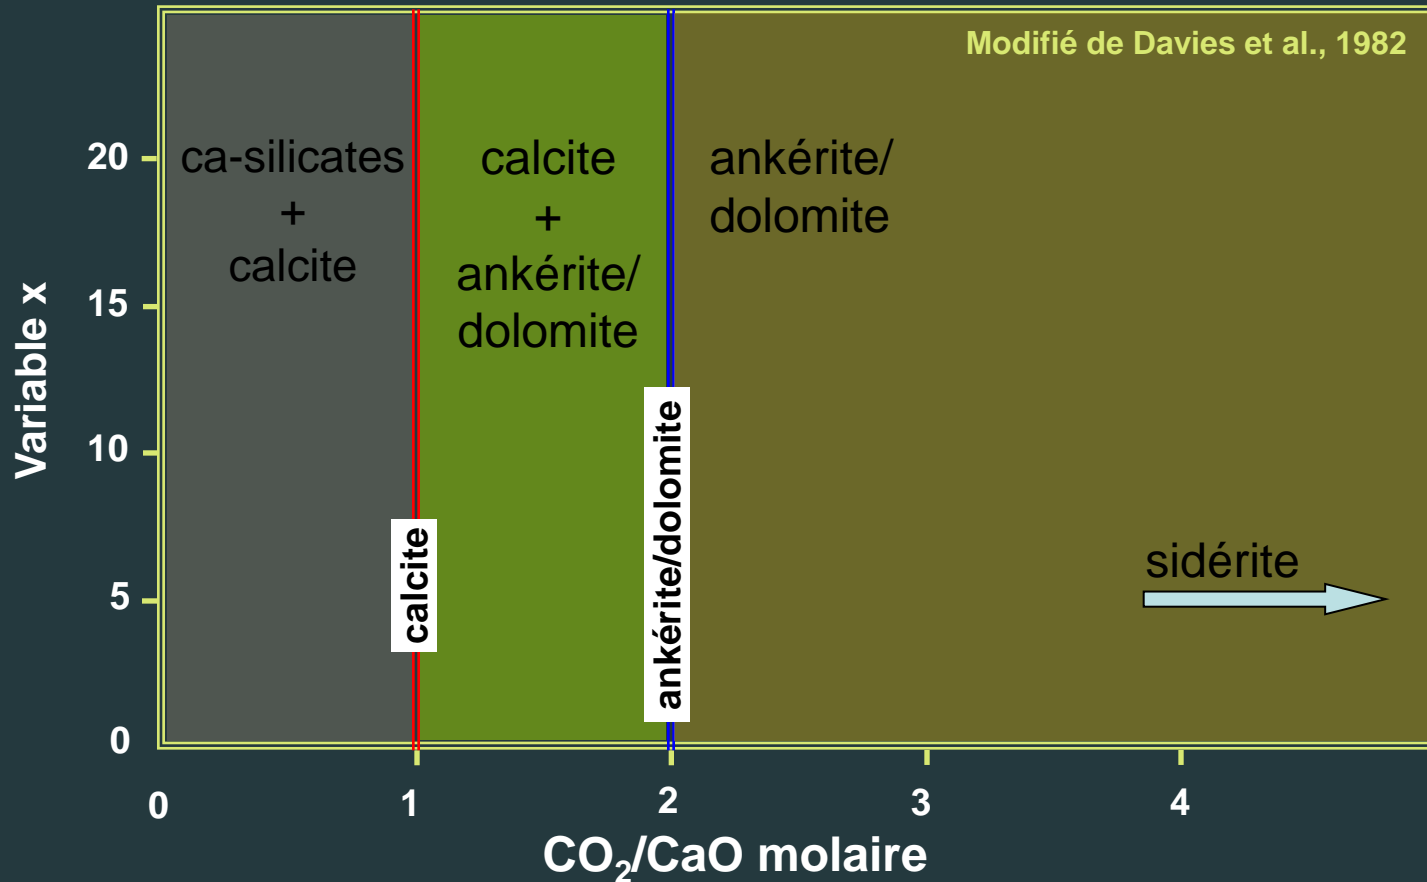 Modifié de Davies et al., 1982
20
15
10
5
0
Variable x
ca-silicates
+
calcite
calcite
+
ankérite/
dolomite
ankérite/
dolomite
calcite
ankérite/dolomite
sidérite
0
1
2
3
4
CO₂/CaO molaire